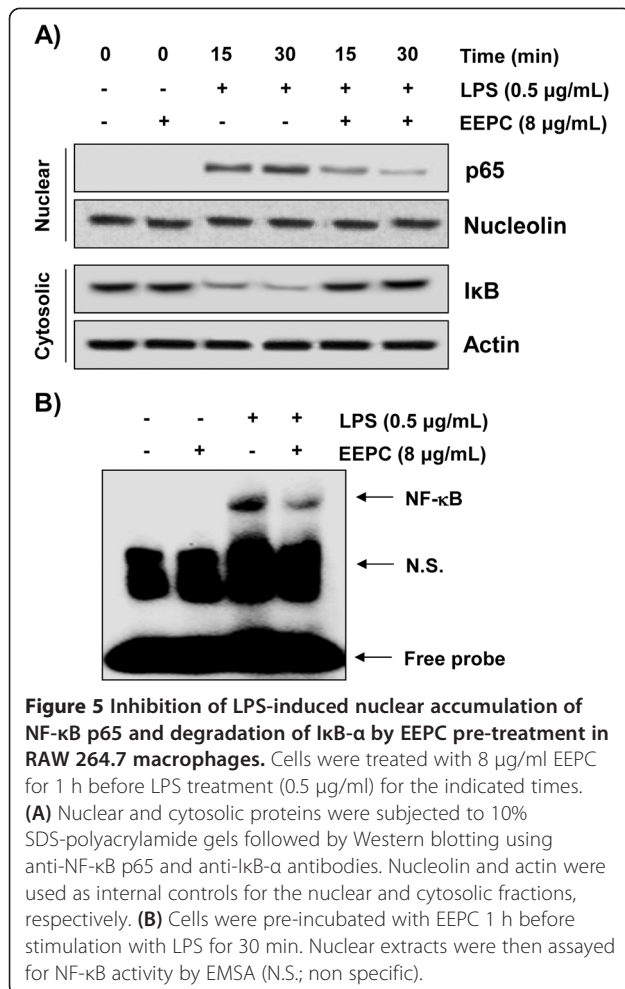 A)
0 0 15 30 15 30 Time (min)
- - + + + + LPS (0.5 µg/mL)
- + - - + + EEPC (8 µg/mL)
Nuclear
p65
Nucleolin
Cytosolic
IκB
Actin
B)
- - + + LPS (0.5 µg/mL)
- + - + EEPC (8 µg/mL)
NF-κB
N.S.
Free probe
Figure 5 Inhibition of LPS-induced nuclear accumulation of
NF-κB p65 and degradation of IκB-α by EEPC pre-treatment in
RAW 264.7 macrophages. Cells were treated with 8 µg/ml EEPC
for 1 h before LPS treatment (0.5 µg/ml) for the indicated times.
(A) Nuclear and cytosolic proteins were subjected to 10%
SDS-polyacrylamide gels followed by Western blotting using
anti-NF-κB p65 and anti-IκB-α antibodies. Nucleolin and actin were
used as internal controls for the nuclear and cytosolic fractions,
respectively. (B) Cells were pre-incubated with EEPC 1 h before
stimulation with LPS for 30 min. Nuclear extracts were then assayed
for NF-κB activity by EMSA (N.S.; non specific).